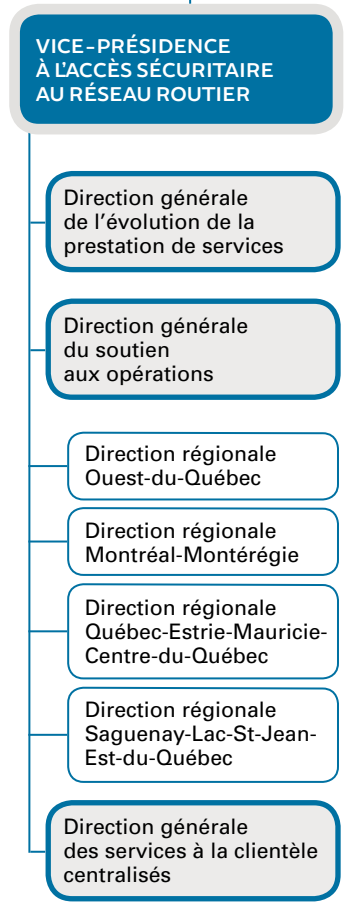 VICE-PRÉSIDENCE
À L'ACCÈS SÉCURITAIRE
AU RÉSEAU ROUTIER
Direction générale
de l'évolution de la
prestation de services
Direction générale
du soutien
aux opérations
Direction régionale
Ouest-du-Québec
Direction régionale
Montréal-Montérégie
Direction régionale
Québec-Estrie-Mauricie-
Centre-du-Québec
Direction régionale
Saguenay-Lac-St-Jean-
Est-du-Québec
Direction générale
des services à la clientèle
centralisés